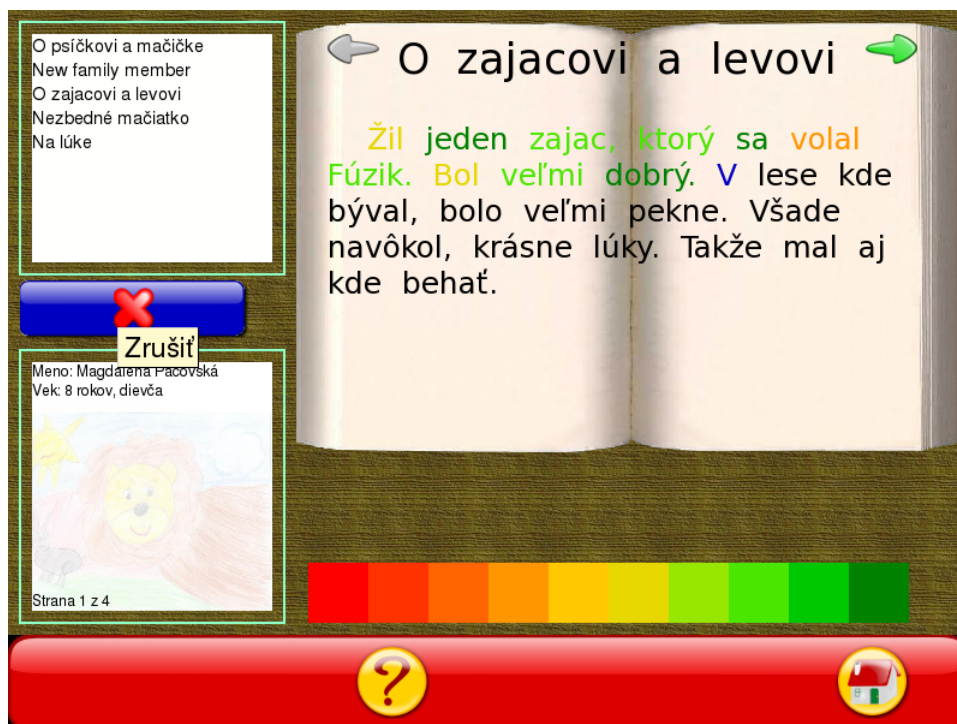 O psíčkovi a mačičke
New family member
O zajacovi a levovi
Nezbedné mačiatko
Na lúke
Zrušiť
Meno: Magdaléna Pacovská
Vek: 8 rokov, dievča
Strana 1 z 4
O zajacovi a levovi
Žil jeden zajac, ktorý sa volal
Fúzik. Bol veľmi dobrý. V lese kde
býval, bolo veľmi pekne. Všade
navôkol, krásne lúky. Takže mal aj
kde behať.